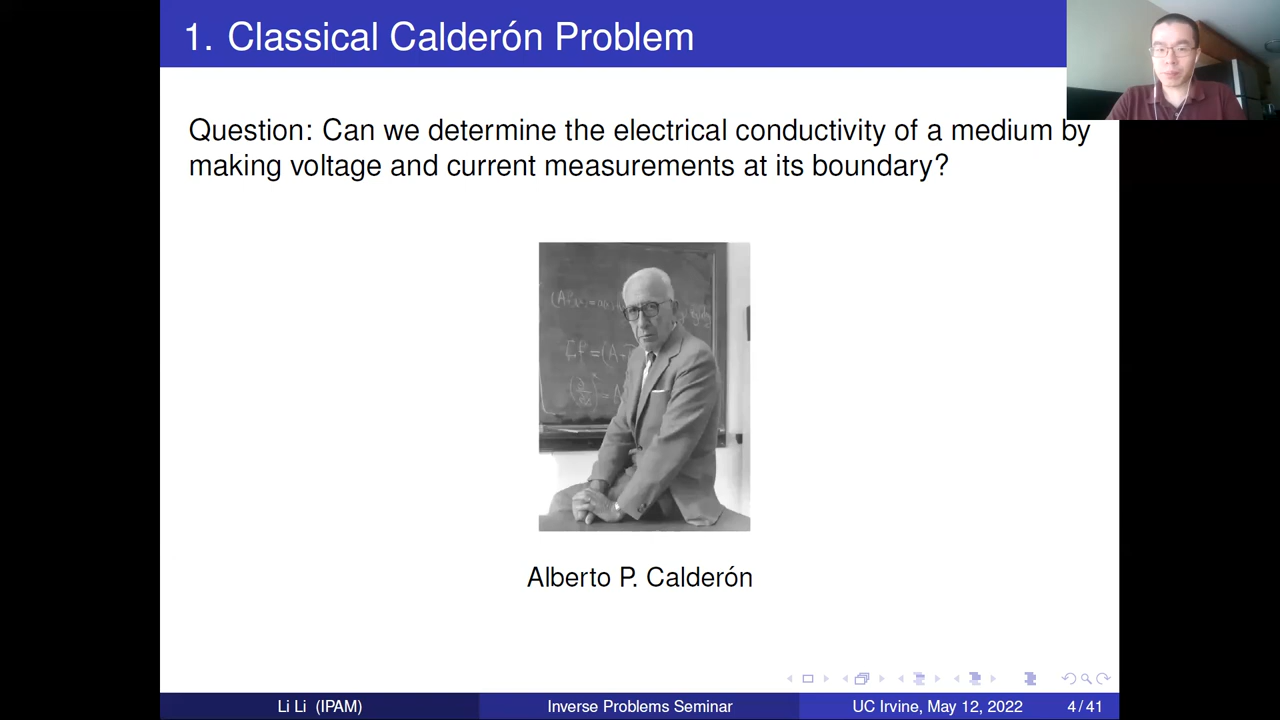 1. Classical Calderón Problem
Question: Can we determine the electrical conductivity of a medium by
making voltage and current measurements at its boundary?
Alberto P. Calderón
Li Li (IPAM)
Inverse Problems Seminar
UC Irvine, May 12, 2022
4 / 41